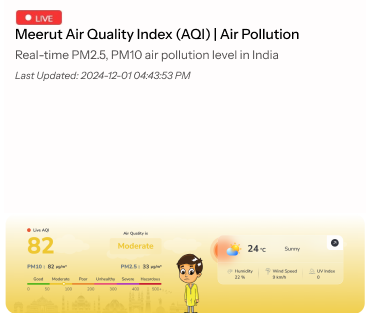 LIVE
Meerut Air Quality Index (AQI) | Air Pollution
Real-time PM2.5, PM10 air pollution level in India
Last Updated: 2024-12-01 04:43:53 PM
Live AQI
82
Air Quality is
Moderate
PM10 : 82 µg/m³ PM2.5 : 33 µg/m³
Good Moderate Poor Unhealthy Severe Hazardous
0 50 100 200 300 400 500+
24 °C Sunny
Humidity Wind Speed UV Index
22 % 9 km/h 0